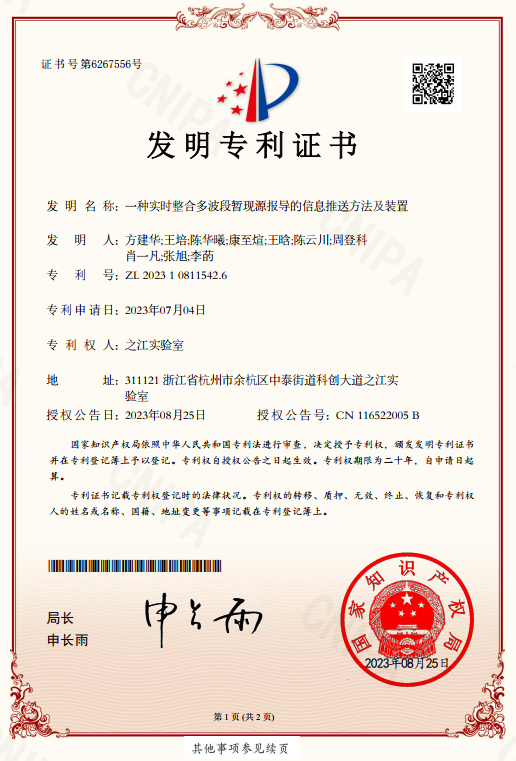 证书号第6267556号
发明专利证书
发明名称：一种实时整合多波段暂现源报导的信息推送方法及装置
发明人：方建华;王培;陈华曦;康至煊;王晗;陈云川;周登科
肖一凡;张旭;李菂
专利号：ZL 2023 1 0811542.6
专利申请日：2023年07月04日
专利权人：之江实验室
地址：311121 浙江省杭州市余杭区中泰街道科创大道之江实
验室
授权公告日：2023年08月25日 授权公告号：CN 116522005 B
国家知识产权局依照中华人民共和国专利法进行审查，决定授予专利权，颁发发明专利证书
并在专利登记簿上予以登记。专利权自授权公告之日起生效。专利权期限为二十年，自申请日起
算。
专利证书记载专利权登记时的法律状况。专利权的转移、质押、无效、终止、恢复和专利权
人的姓名或名称、国籍、地址变更等事项记载在专利登记簿上。
局长
申长雨
申长雨
国家知识产权局
2023年08月25日
第1页(共2页)
其他事项参见续页
CNIPA
CNIPA
CNIPA
CNIPA